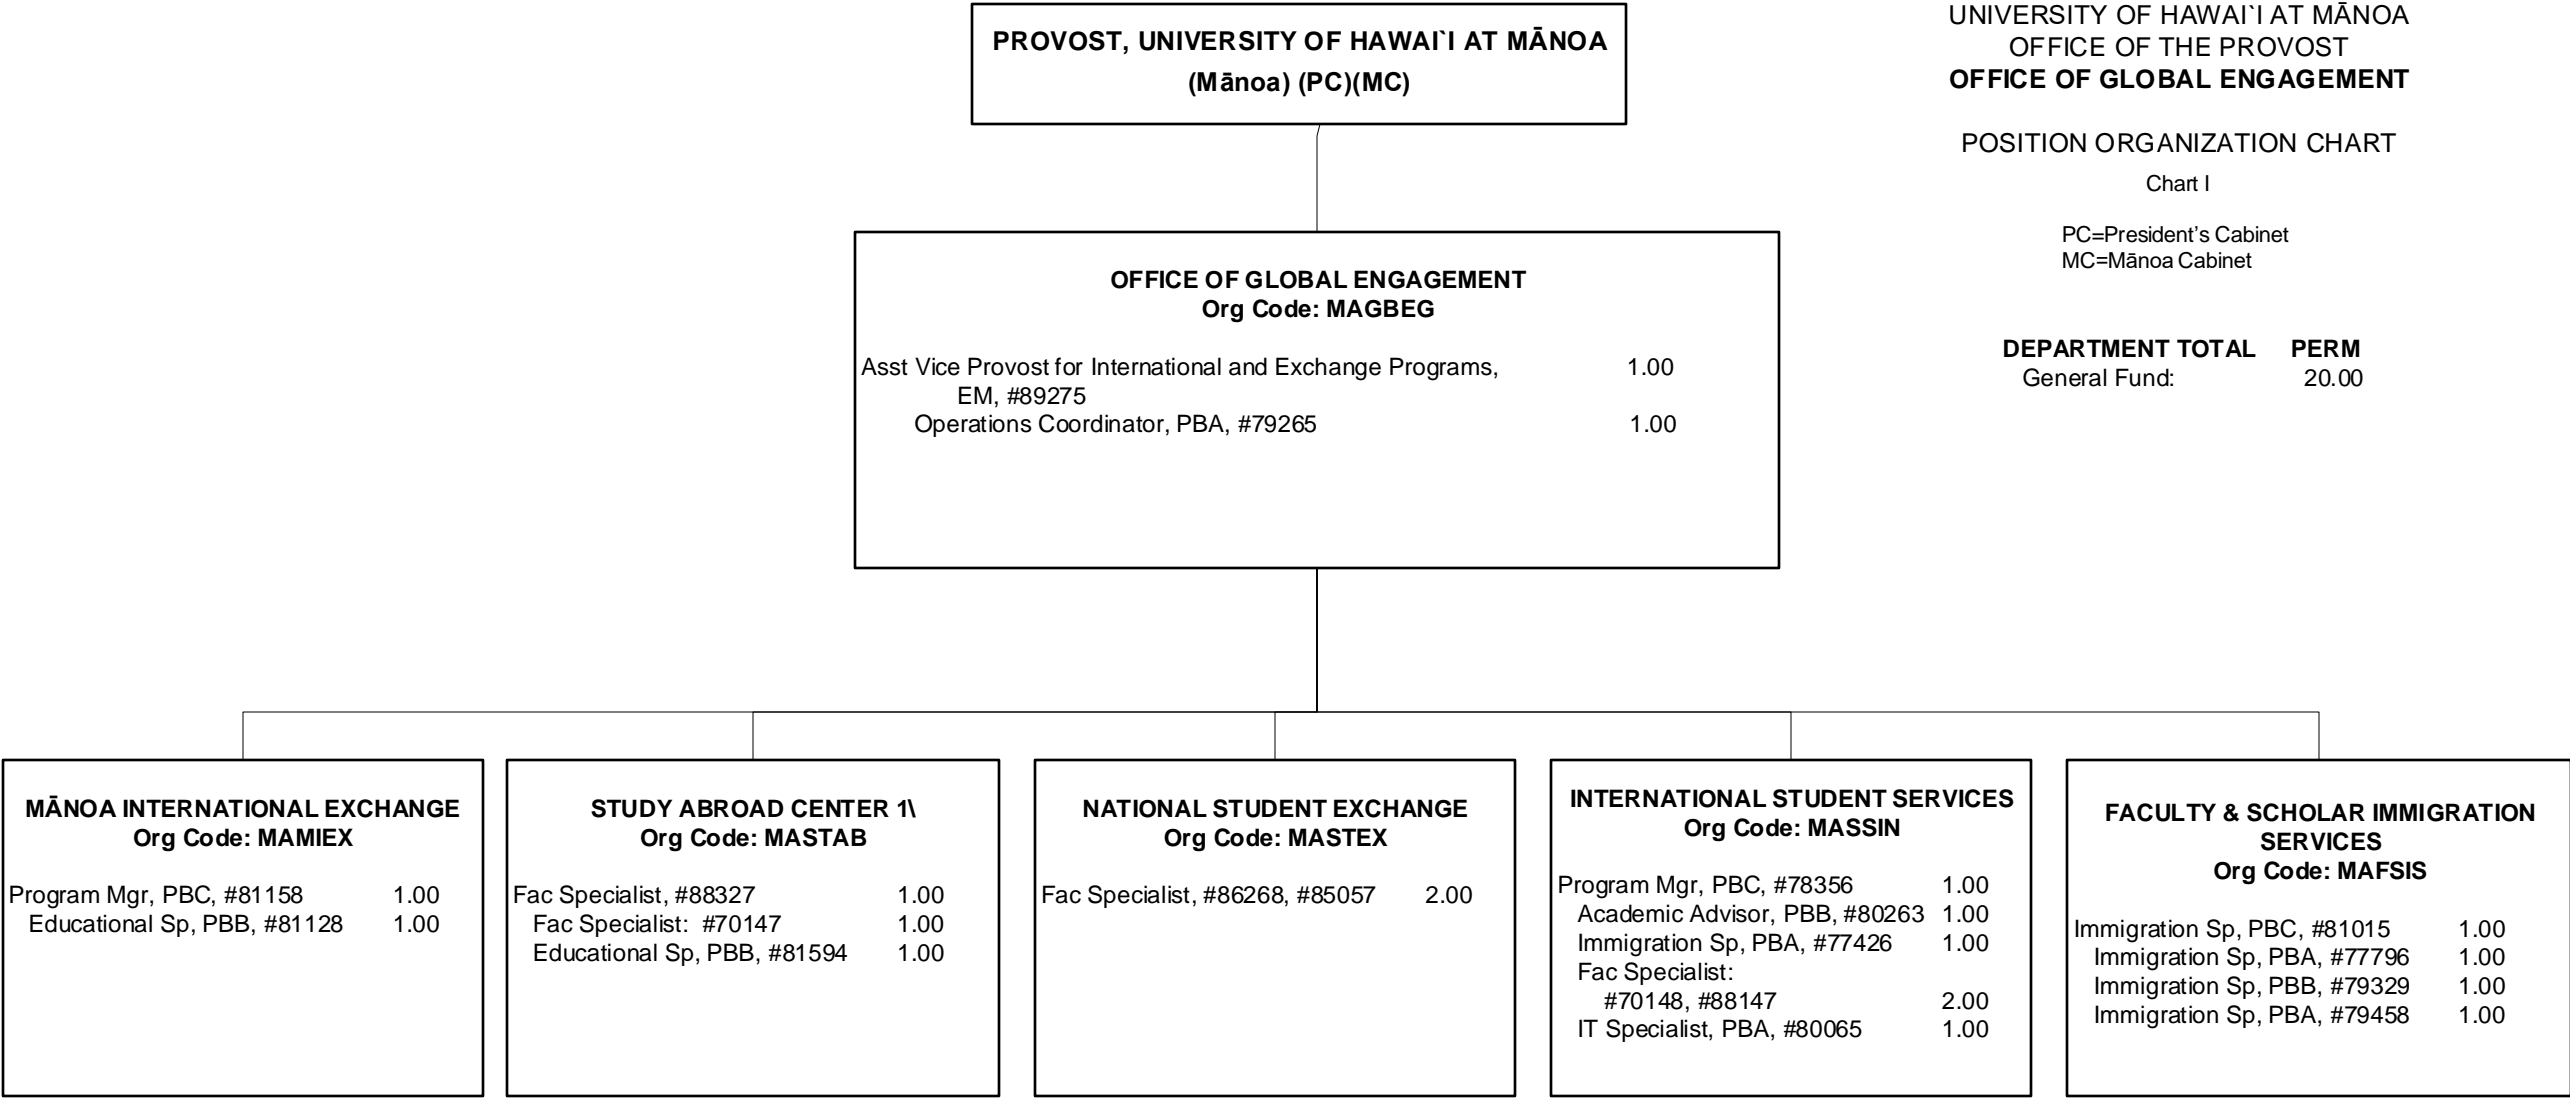 PROVOST, UNIVERSITY OF HAWAI`I AT MĀNOA
(Mānoa) (PC)(MC)
UNIVERSITY OF HAWAI`I AT MĀNOA
OFFICE OF THE PROVOST
OFFICE OF GLOBAL ENGAGEMENT
POSITION ORGANIZATION CHART
Chart I
PC=President’s Cabinet
MC=Mānoa Cabinet
DEPARTMENT TOTAL PERM
General Fund: 20.00
OFFICE OF GLOBAL ENGAGEMENT
Org Code: MAGBEG
Asst Vice Provost for International and Exchange Programs, 1.00
EM, #89275
Operations Coordinator, PBA, #79265 1.00
MĀNOA INTERNATIONAL EXCHANGE
Org Code: MAMIEX
Program Mgr, PBC, #81158 1.00
Educational Sp, PBB, #81128 1.00
STUDY ABROAD CENTER 1\
Org Code: MASTAB
Fac Specialist, #88327 1.00
Fac Specialist: #70147 1.00
Educational Sp, PBB, #81594 1.00
NATIONAL STUDENT EXCHANGE
Org Code: MASTEX
Fac Specialist, #86268, #85057 2.00
INTERNATIONAL STUDENT SERVICES
Org Code: MASSIN
Program Mgr, PBC, #78356 1.00
Academic Advisor, PBB, #80263 1.00
Immigration Sp, PBA, #77426 1.00
Fac Specialist:
#70148, #88147 2.00
IT Specialist, PBA, #80065 1.00
FACULTY & SCHOLAR IMMIGRATION
SERVICES
Org Code: MAFSIS
Immigration Sp, PBC, #81015 1.00
Immigration Sp, PBA, #77796 1.00
Immigration Sp, PBB, #79329 1.00
Immigration Sp, PBA, #79458 1.00